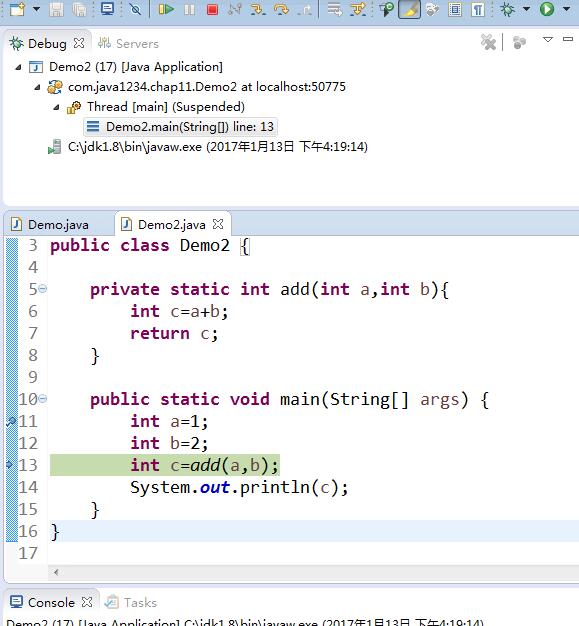 Debug Servers
Demo2 (17) [Java Application]
com.java1234.chap11.Demo2 at localhost:50775
Thread [main] (Suspended)
Demo2.main(String[]) line: 13
C:\jdk1.8\bin\javaw.exe (2017年1月13日 下午4:19:14)
Demo.java Demo2.java
3 public class Demo2 {
4
5 private static int add(int a,int b){
6 int c=a+b;
7 return c;
8 }
9
10 public static void main(String[] args) {
11 int a=1;
12 int b=2;
13 int c=add(a,b);
14 System.out.println(c);
15 }
16 }
17
Console Tasks
Demo2 (17) [Java Application] C:\jdk1.8\bin\javaw.exe (2017年1月13日 下午4:19:14)